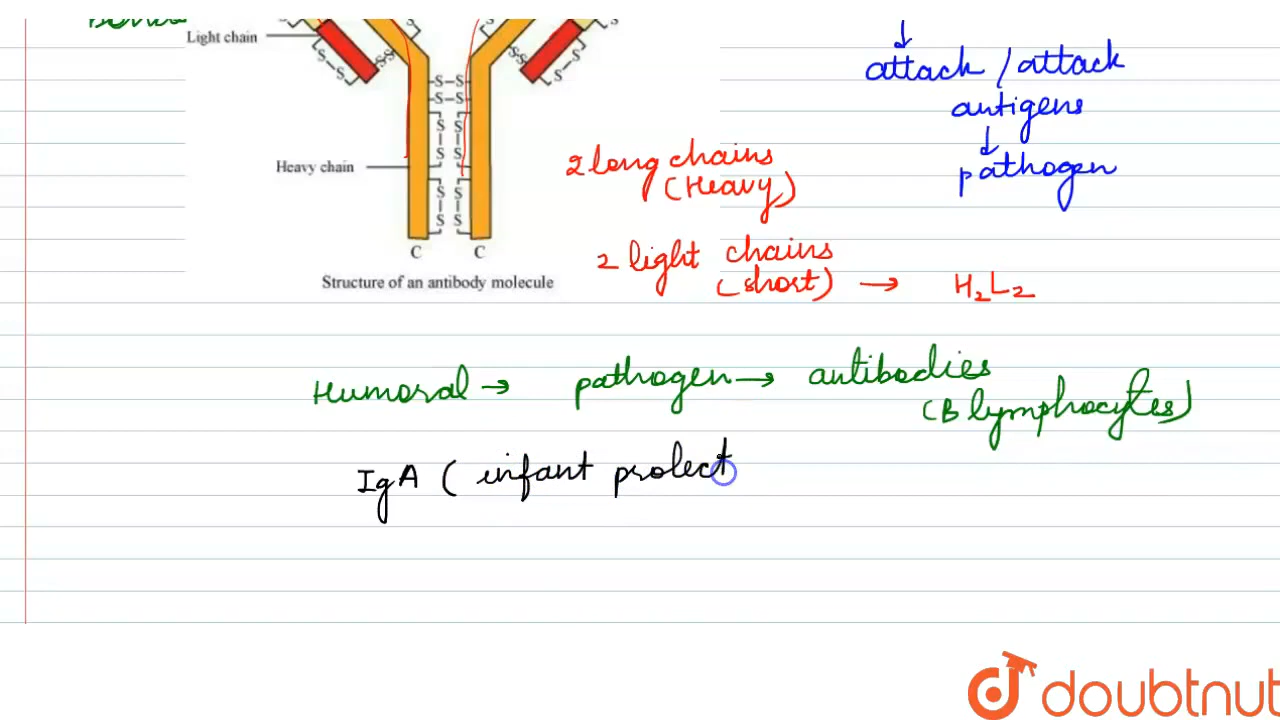 Light chain
S-S
S-S
S-S
S-S
S-S
S-S
Heavy chain
S-S
S-S
C C
Structure of an antibody molecule
attack / attack
antigens
↓
pathogen
2 long chains
(Heavy)
2 light chains
(short) → H₂L₂
Humoral → pathogen → antibodies
(B lymphocytes)
IgA ( infant protect
doubtnut